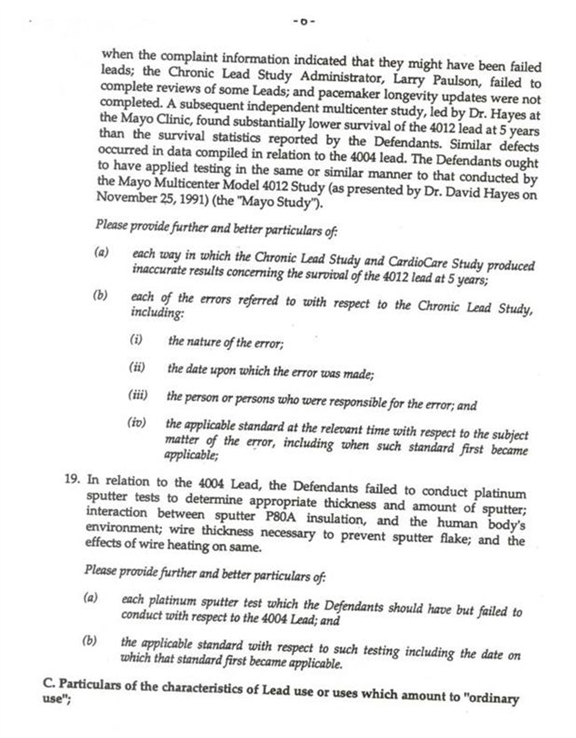 when the complaint information indicated that they might have been failed
leads; the Chronic Lead Study Administrator, Larry Paulson, failed to
complete reviews of some Leads; and pacemaker longevity updates were not
completed. A subsequent independent multicenter study, led by Dr. Hayes at
the Mayo Clinic, found substantially lower survival of the 4012 lead at 5 years
than the survival statistics reported by the Defendants. Similar defects
occurred in data compiled in relation to the 4004 lead. The Defendants ought
to have applied testing in the same or similar manner to that conducted by
the Mayo Multicenter Model 4012 Study (as presented by Dr. David Hayes on
November 25, 1991) (the "Mayo Study").
Please provide further and better particulars of:
(a) each way in which the Chronic Lead Study and CardioCare Study produced
inaccurate results concerning the survival of the 4012 lead at 5 years;
(b) each of the errors referred to with respect to the Chronic Lead Study,
including:
(i) the nature of the error;
(ii) the date upon which the error was made;
(iii) the person or persons who were responsible for the error; and
(iv) the applicable standard at the relevant time with respect to the subject
matter of the error, including when such standard first became
applicable;
19. In relation to the 4004 Lead, the Defendants failed to conduct platinum
sputter tests to determine appropriate thickness and amount of sputter;
interaction between sputter P80A insulation, and the human body's
environment; wire thickness necessary to prevent sputter flake; and the
effects of wire heating on same.
Please provide further and better particulars of:
(a) each platinum sputter test which the Defendants should have but failed to
conduct with respect to the 4004 Lead; and
(b) the applicable standard with respect to such testing including the date on
which that standard first became applicable.
C. Particulars of the characteristics of Lead use or uses which amount to "ordinary
use";